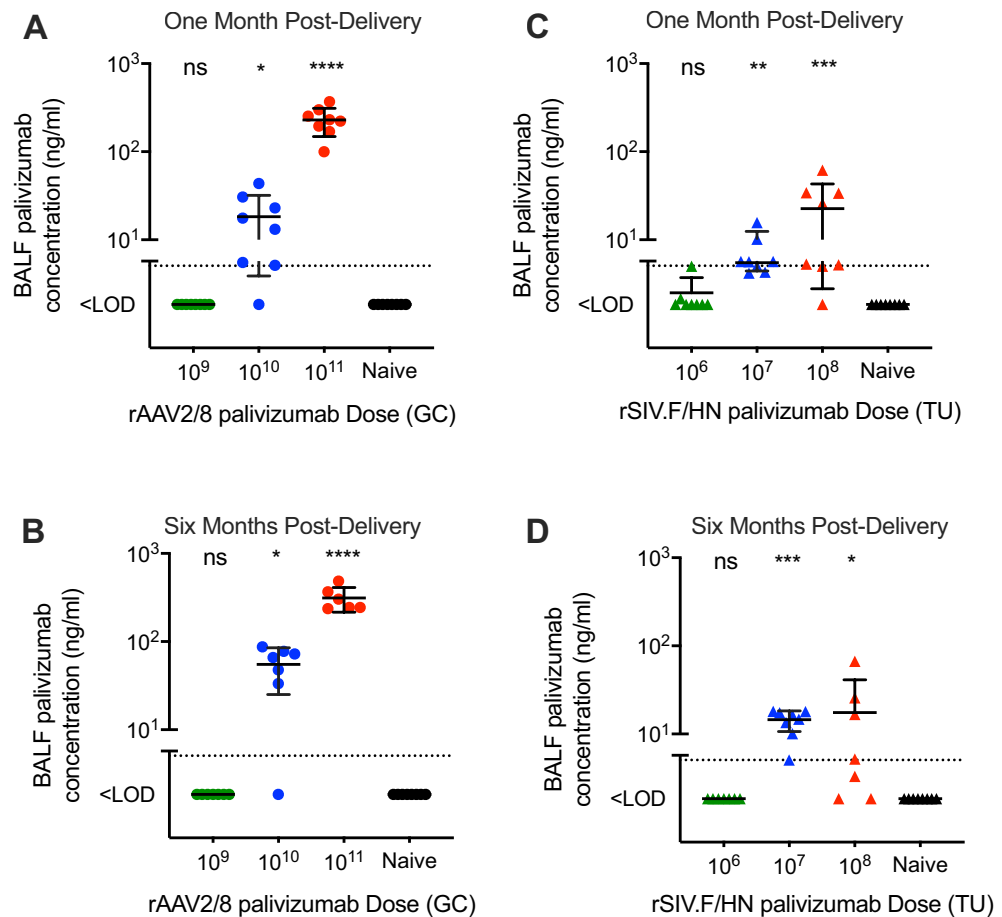 A
One Month Post-Delivery
ns * ****
BALF palivizumab
concentration (ng/ml)
10³
10²
10¹
<LOD
10⁹ 10¹⁰ 10¹¹ Naive
rAAV2/8 palivizumab Dose (GC)
C
One Month Post-Delivery
ns ** ***
BALF palivizumab
concentration (ng/ml)
10³
10²
10¹
<LOD
10⁶ 10⁷ 10⁸ Naive
rSIV.F/HN palivizumab Dose (TU)
B
Six Months Post-Delivery
ns * ****
BALF palivizumab
concentration (ng/ml)
10³
10²
10¹
<LOD
10⁹ 10¹⁰ 10¹¹ Naive
rAAV2/8 palivizumab Dose (GC)
D
Six Months Post-Delivery
ns *** *
BALF palivizumab
concentration (ng/ml)
10³
10²
10¹
<LOD
10⁶ 10⁷ 10⁸ Naive
rSIV.F/HN palivizumab Dose (TU)